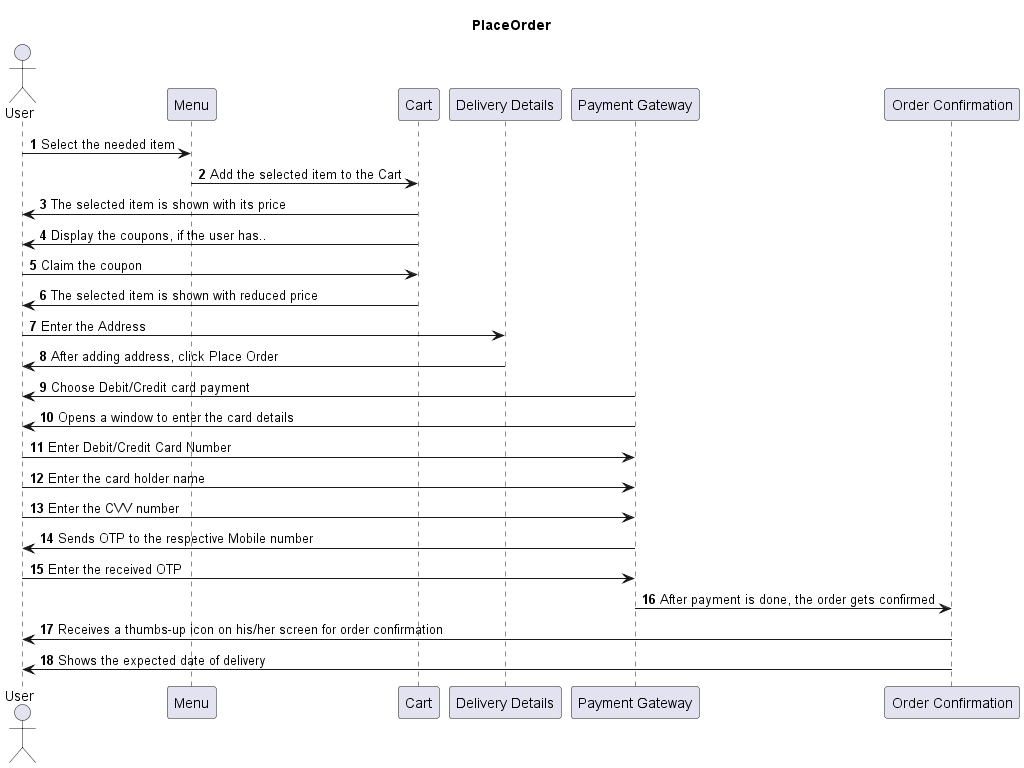 PlaceOrder
User
Menu
Cart
Delivery Details
Payment Gateway
Order Confirmation
1 Select the needed item
2 Add the selected item to the Cart
3 The selected item is shown with its price
4 Display the coupons, if the user has..
5 Claim the coupon
6 The selected item is shown with reduced price
7 Enter the Address
8 After adding address, click Place Order
9 Choose Debit/Credit card payment
10 Opens a window to enter the card details
11 Enter Debit/Credit Card Number
12 Enter the card holder name
13 Enter the CVV number
14 Sends OTP to the respective Mobile number
15 Enter the received OTP
16 After payment is done, the order gets confirmed
17 Receives a thumbs-up icon on his/her screen for order confirmation
18 Shows the expected date of delivery
User
Menu
Cart
Delivery Details
Payment Gateway
Order Confirmation